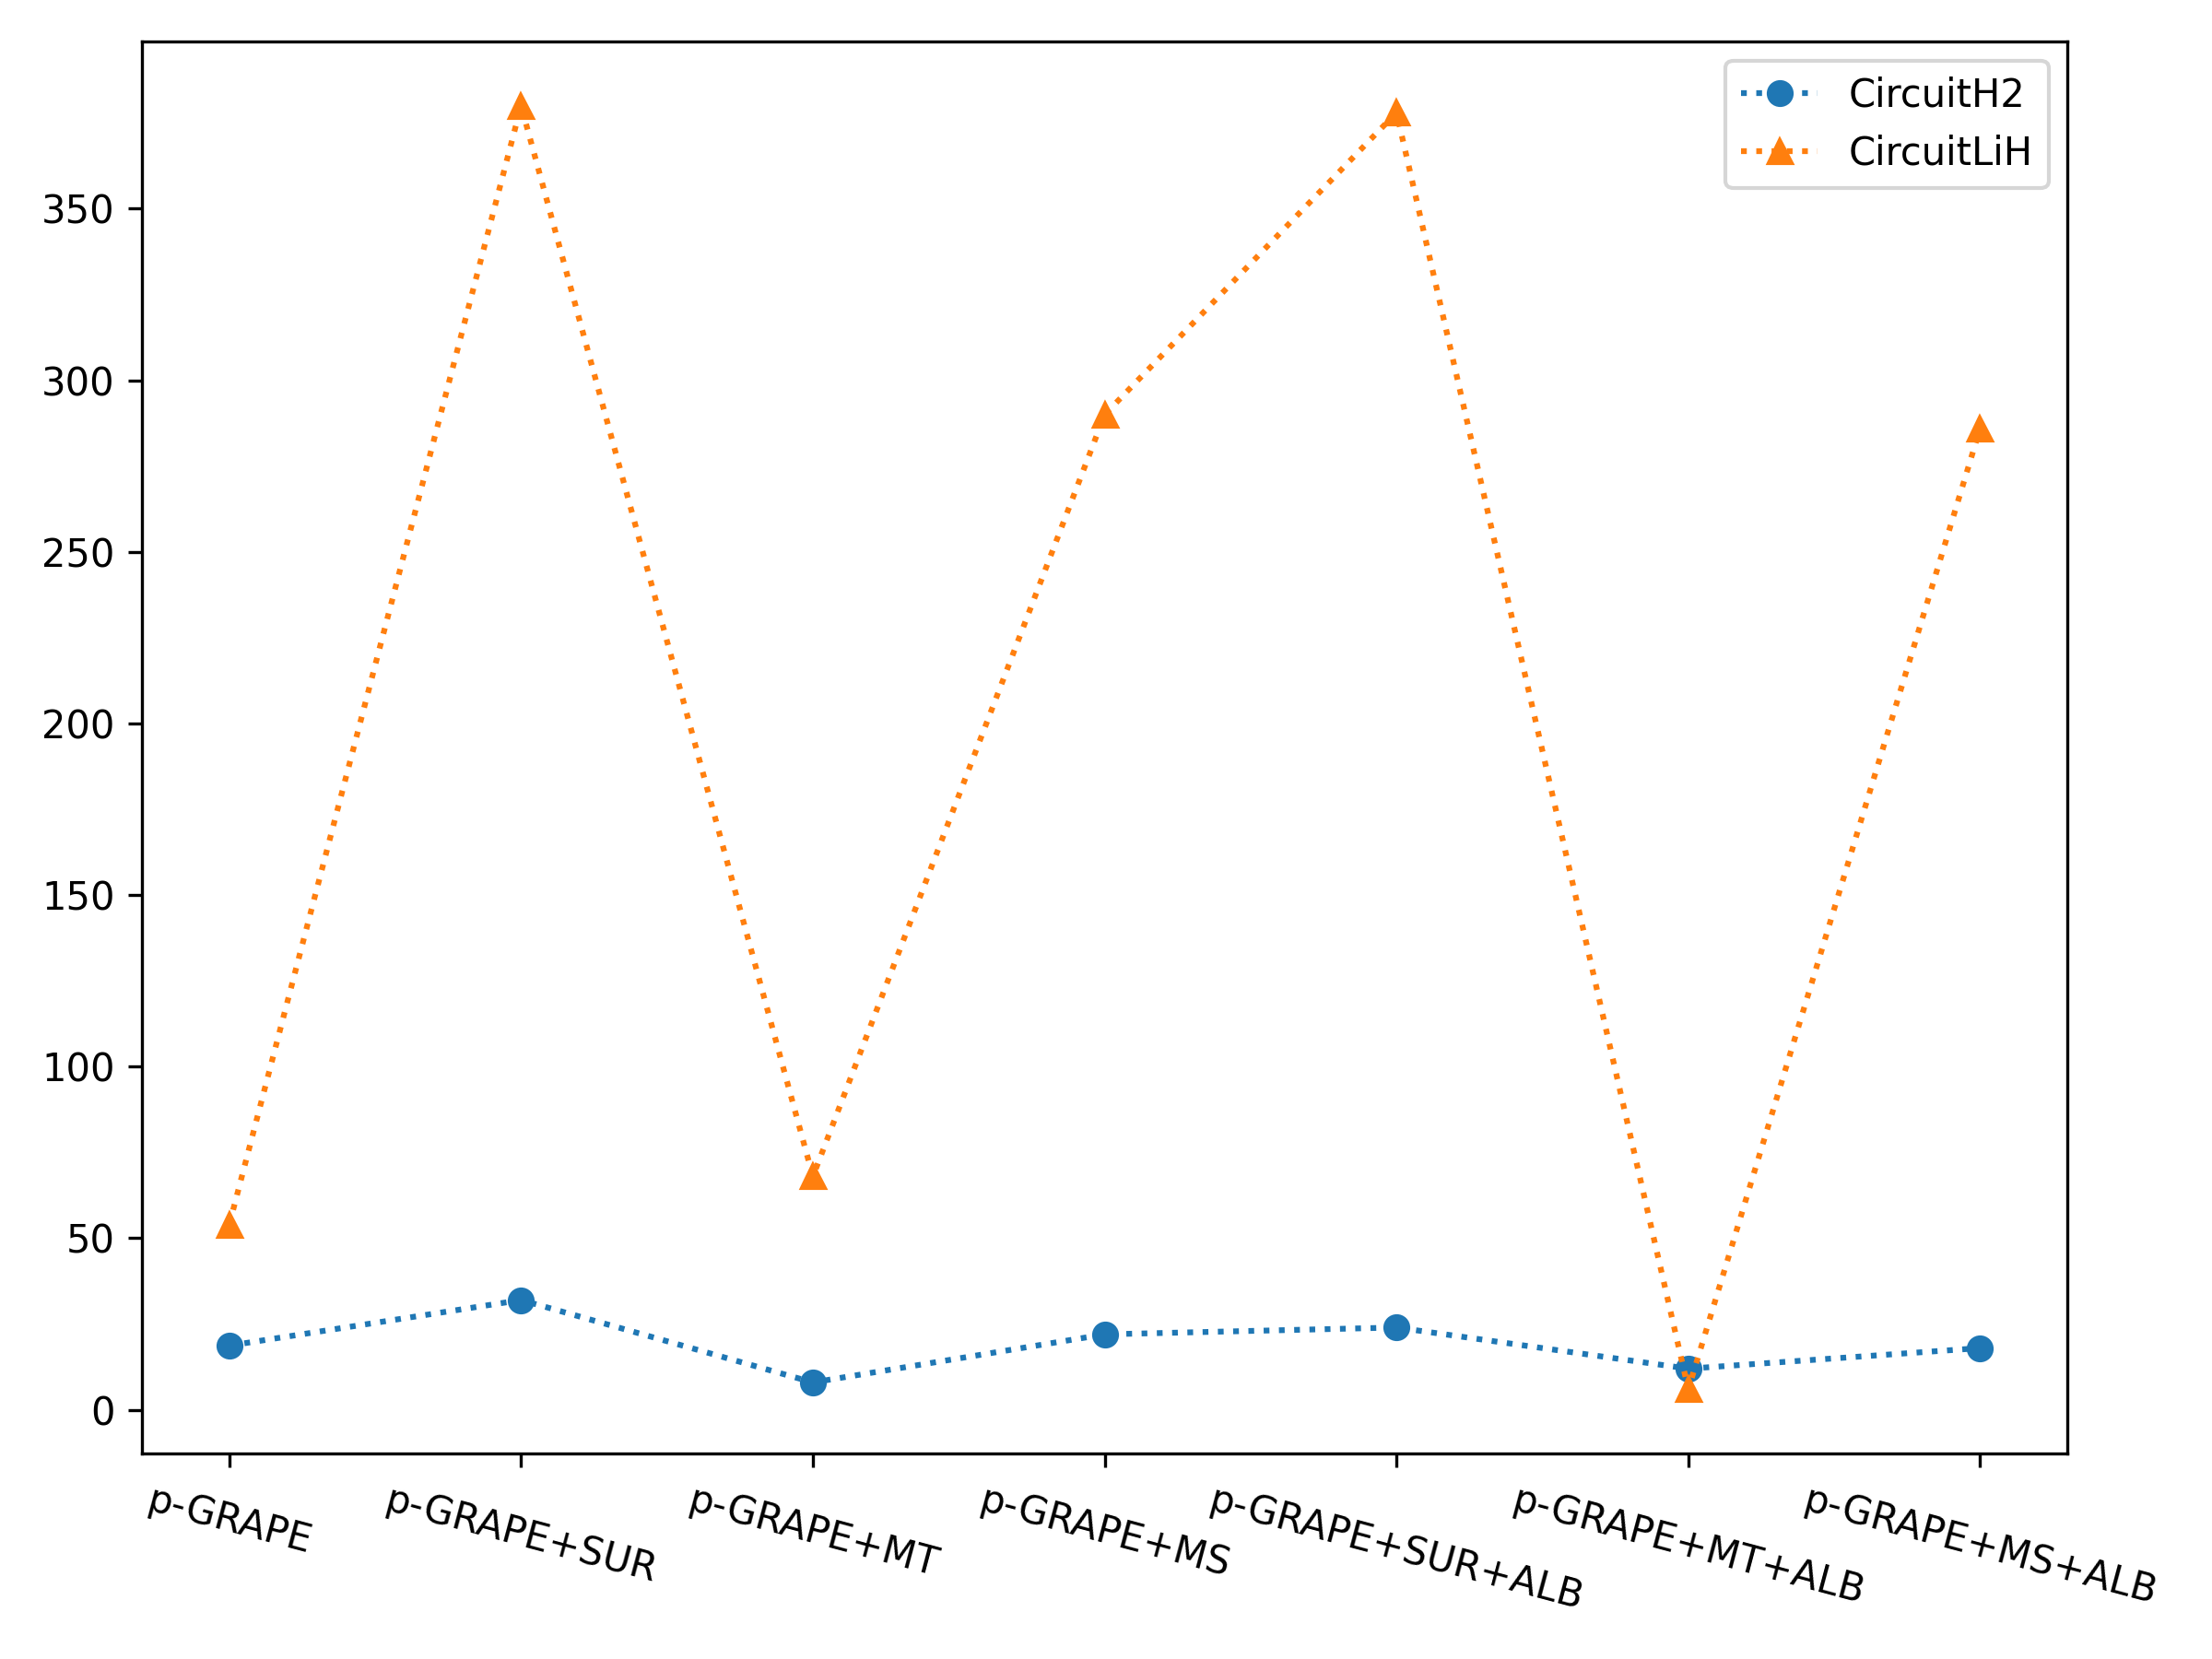 CircuitH2
CircuitLiH
350
300
250
200
150
100
50
0
p-GRAPE
p-GRAPE+SUR
p-GRAPE+MT
p-GRAPE+MS
p-GRAPE+SUR+ALB
p-GRAPE+MT+ALB
p-GRAPE+MS+ALB